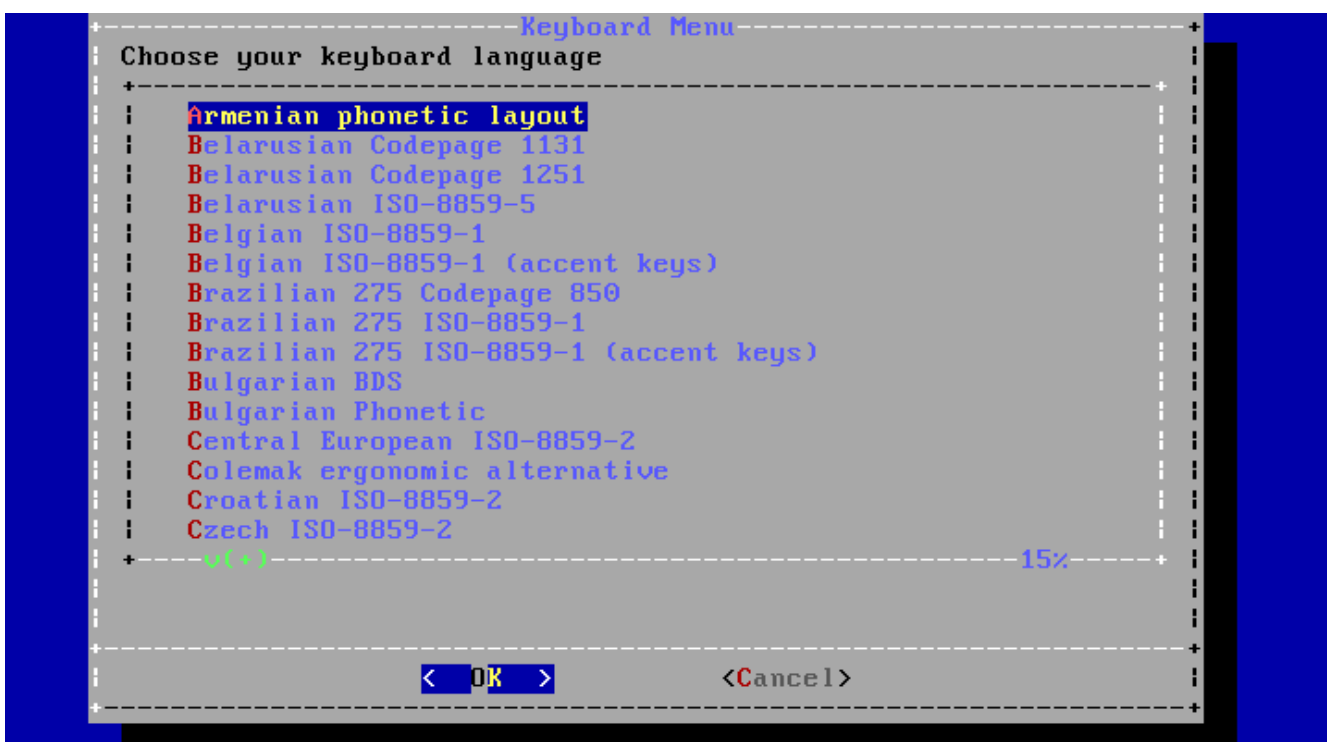 Keyboard Menu
Choose your keyboard language
Armenian phonetic layout
Belarusian Codepage 1131
Belarusian Codepage 1251
Belarusian ISO-8859-5
Belgian ISO-8859-1
Belgian ISO-8859-1 (accent keys)
Brazilian 275 Codepage 850
Brazilian 275 ISO-8859-1
Brazilian 275 ISO-8859-1 (accent keys)
Bulgarian BDS
Bulgarian Phonetic
Central European ISO-8859-2
Colemak ergonomic alternative
Croatian ISO-8859-2
Czech ISO-8859-2
v(+) 15%
< OK > <Cancel>